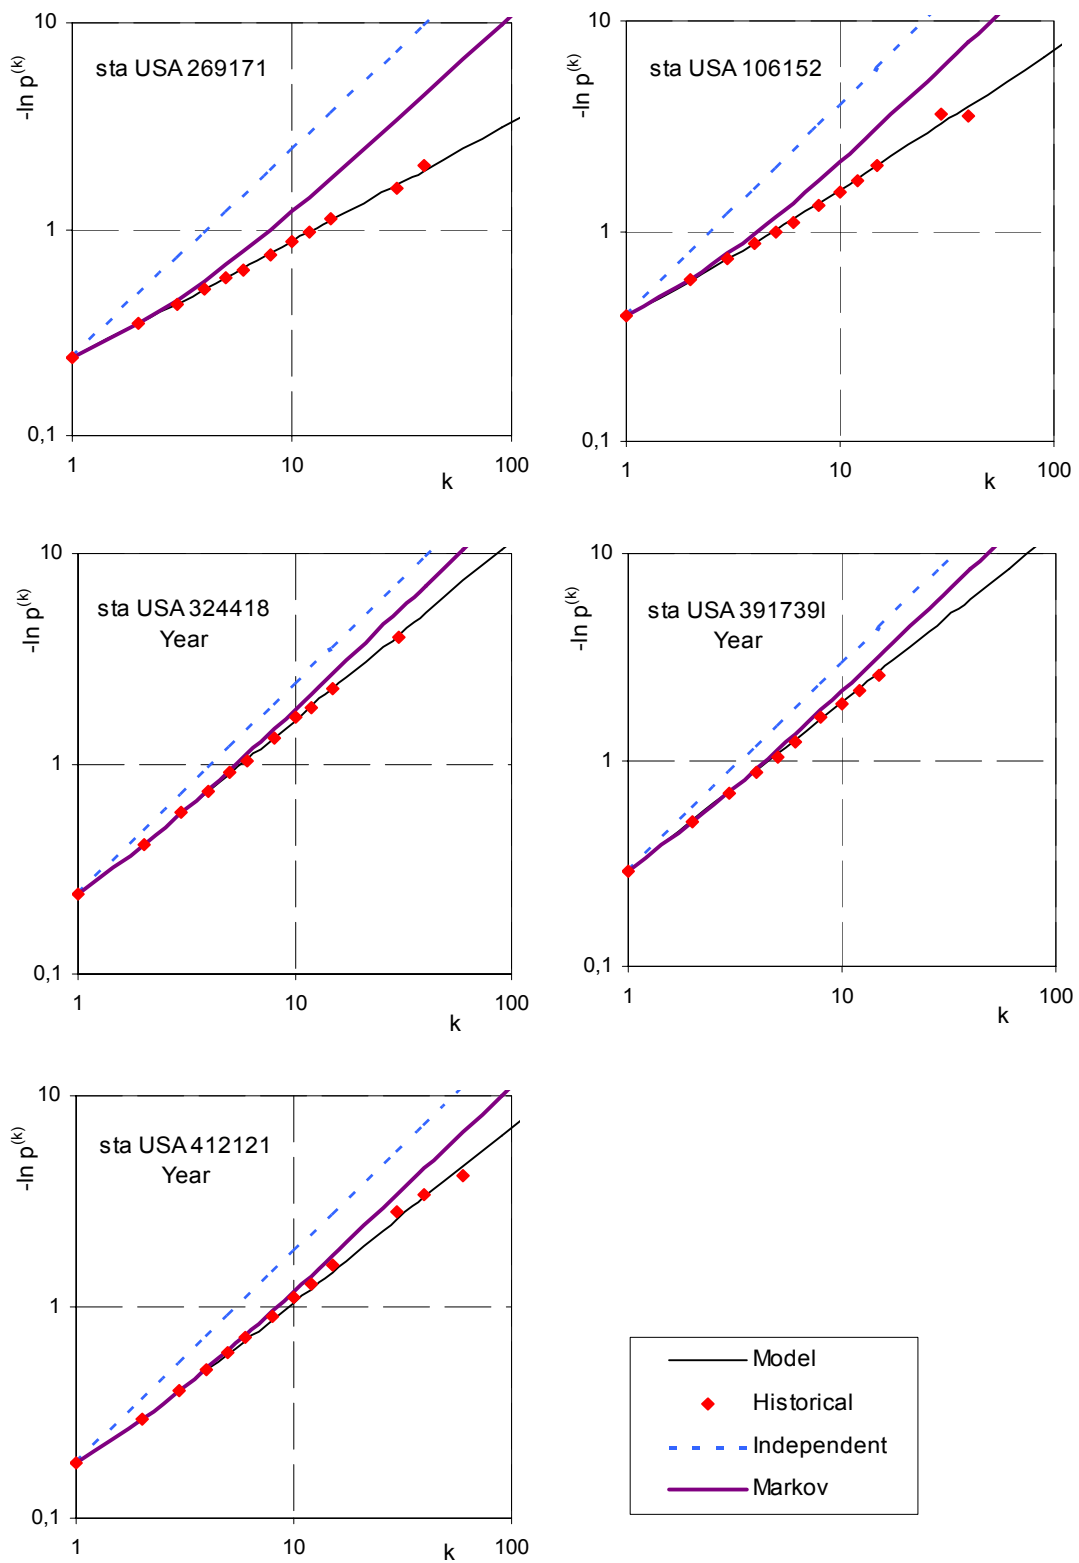 10
-ln p(k)
sta USA 269171
1
0,1
1
10
100
k
10
-ln p(k)
sta USA 106152
1
0,1
1
10
100
k
10
-ln p(k)
sta USA 324418
Year
1
0,1
1
10
100
k
10
-ln p(k)
sta USA 391739I
Year
1
0,1
1
10
100
k
10
-ln p(k)
sta USA 412121
Year
1
0,1
1
10
100
k
Model
Historical
Independent
Markov